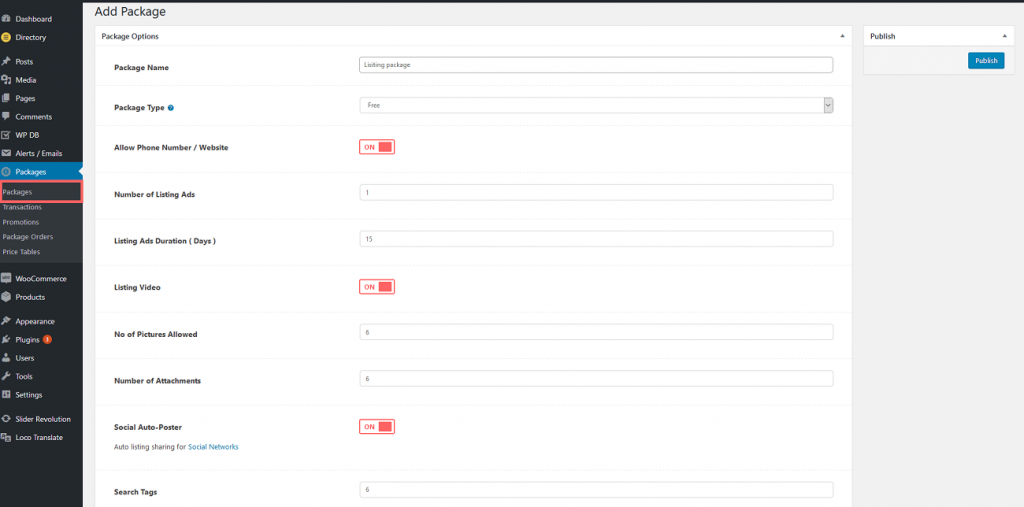 Dashboard
Directory
Posts
Media
Pages
Comments
WP DB
Alerts / Emails
Packages
Packages
Transactions
Promotions
Package Orders
Price Tables
WooCommerce
Products
Appearance
Plugins 3
Users
Tools
Settings
Slider Revolution
Loco Translate
Add Package
Package Options
Package Name
Lisiting package
Package Type ?
Free
Allow Phone Number / Website
ON
Number of Listing Ads
1
Listing Ads Duration ( Days )
15
Listing Video
ON
No of Pictures Allowed
6
Number of Attachments
6
Social Auto-Poster
ON
Auto listing sharing for Social Networks
Search Tags
6
Publish
Publish